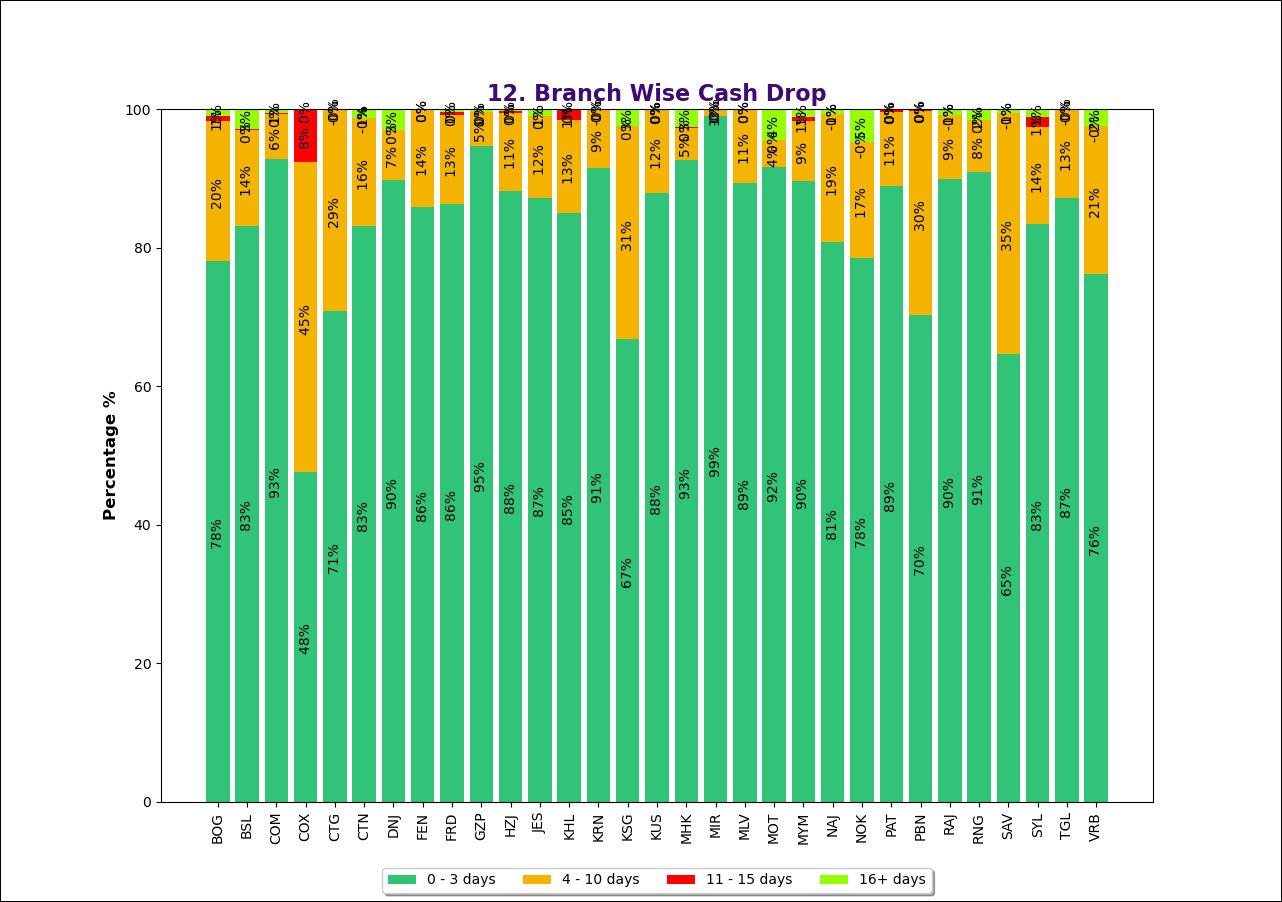 12. Branch Wise Cash Drop
Percentage %
100
80
60
40
20
0
20% 14% 6% 8% 45% 29% 16% 7% 14% 13% 5% 11% 12% 13% 9% 31% 12% 5% 11% 4% 9% 19% 17% 11% 30% 9% 8% 35% 14% 13% 21%
78% 83% 93% 48% 71% 83% 90% 86% 86% 95% 88% 87% 85% 91% 67% 88% 93% 99% 89% 92% 90% 81% 78% 89% 70% 90% 91% 65% 83% 87% 76%
BOG BSL COM COX CTG CTN DNJ FEN FRD GZP HZJ JES KHL KRN KSG KUS MHK MIR MLV MOT MYM NAJ NOK PAT PBN RAJ RNG SAV SYL TGL VRB
0 - 3 days 4 - 10 days 11 - 15 days 16+ days